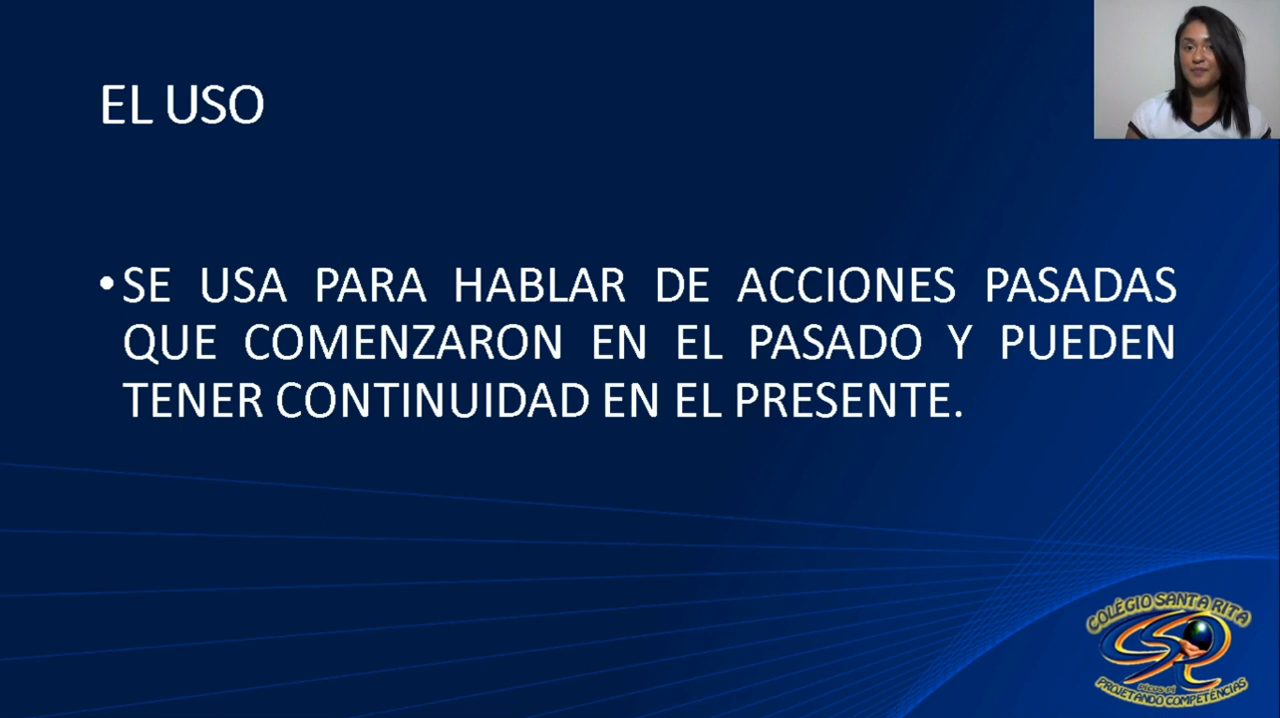 EL USO
• SE USA PARA HABLAR DE ACCIONES PASADAS
QUE COMENZARON EN EL PASADO Y PUEDEN
TENER CONTINUIDAD EN EL PRESENTE.
COLÉGIO SANTA RITA
PROJETANDO COMPETÊNCIAS